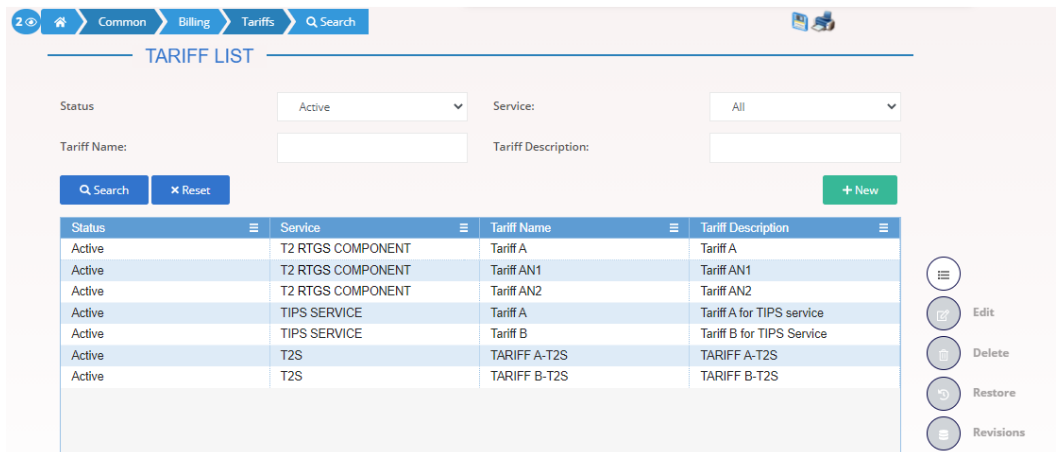 2 Common Billing Tariffs Search
TARIFF LIST
Status Active Service: All
Tariff Name: Tariff Description:
Search Reset New
Status Service Tariff Name Tariff Description
Active T2 RTGS COMPONENT Tariff A Tariff A
Active T2 RTGS COMPONENT Tariff AN1 Tariff AN1
Active T2 RTGS COMPONENT Tariff AN2 Tariff AN2
Active TIPS SERVICE Tariff A Tariff A for TIPS service
Active TIPS SERVICE Tariff B Tariff B for TIPS Service
Active T2S TARIFF A-T2S TARIFF A-T2S
Active T2S TARIFF B-T2S TARIFF B-T2S
Edit
Delete
Restore
Revisions